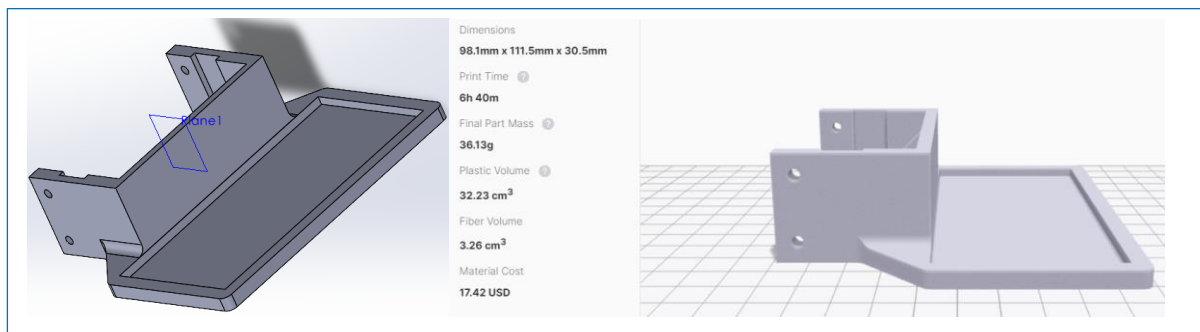 Plane1
Dimensions
98.1mm x 111.5mm x 30.5mm
Print Time ?
6h 40m
Final Part Mass ?
36.13g
Plastic Volume ?
32.23 cm³
Fiber Volume
3.26 cm³
Material Cost
17.42 USD